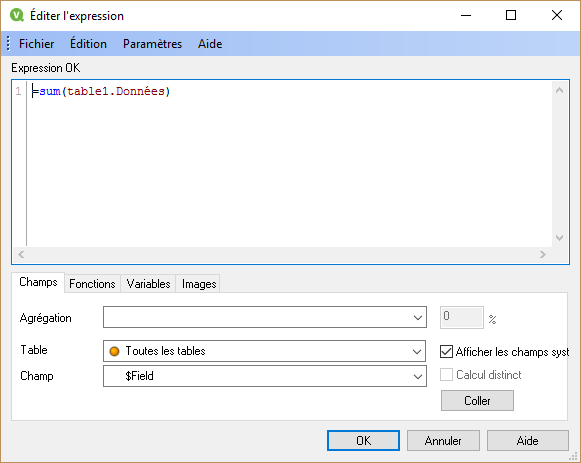 Éditer l'expression
Fichier Édition Paramètres Aide
Expression OK
1 =sum(table1.Données)
Champs Fonctions Variables Images
Agrégation 0 %
Table Toutes les tables Afficher les champs syst
Champ $Field Calcul distinct
Coller
OK Annuler Aide